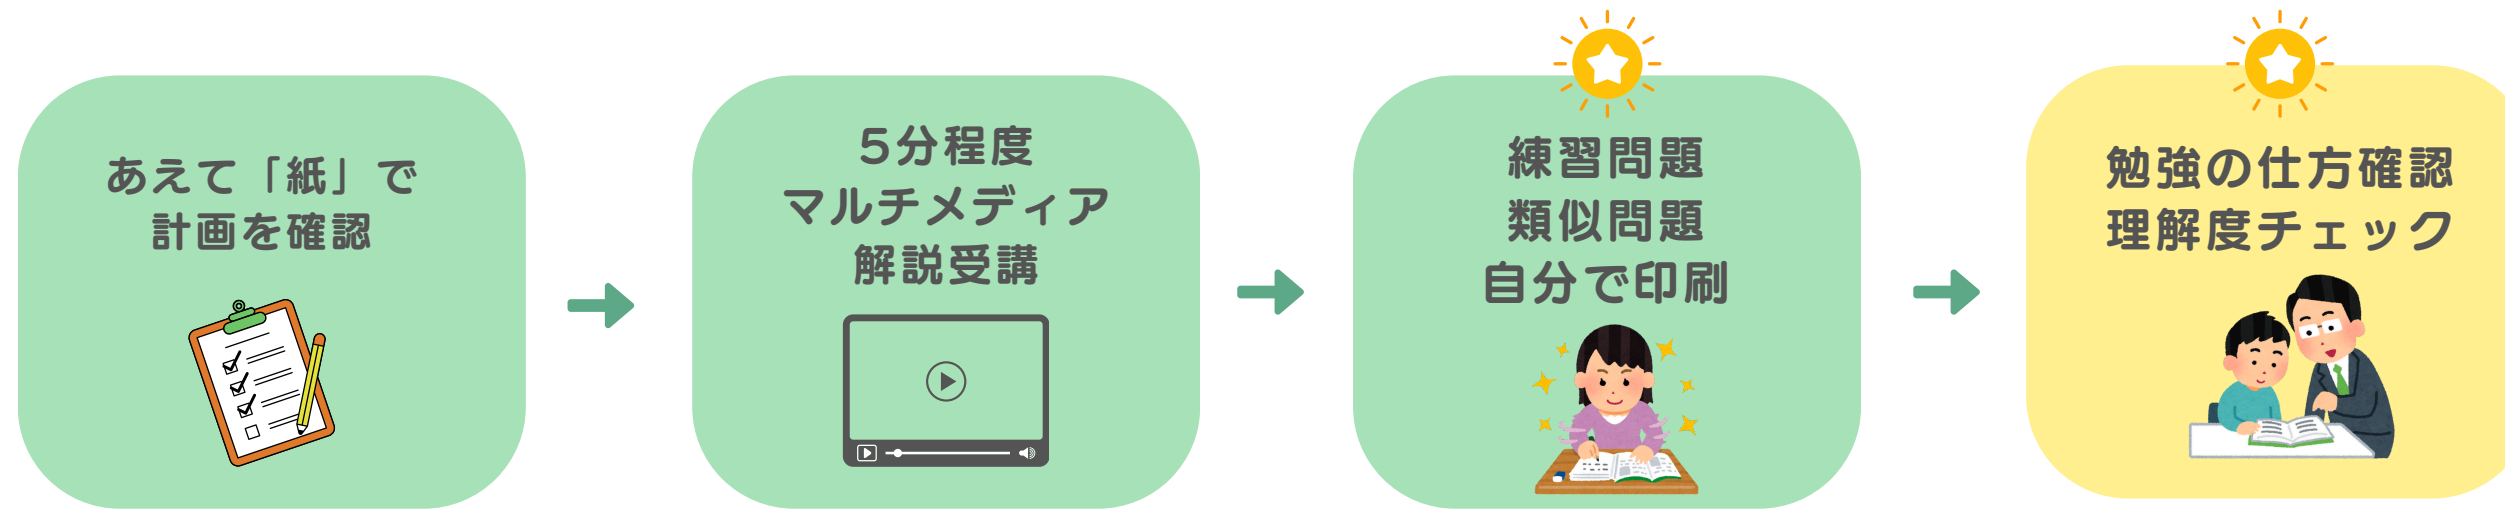 あえて「紙」で
計画を確認
5分程度
マルチメディア
解説受講
練習問題
類似問題
自分で印刷
勉強の仕方確認
理解度チェック